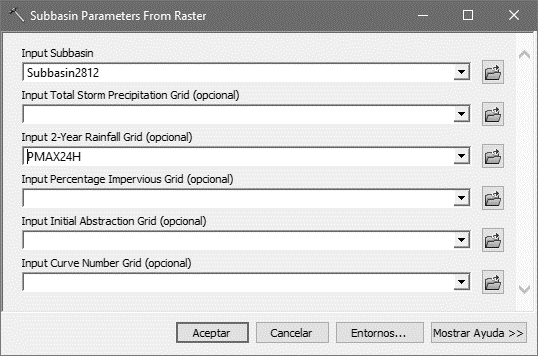 Subbasin Parameters From Raster
Input Subbasin
Subbasin2812
Input Total Storm Precipitation Grid (opcional)
Input 2-Year Rainfall Grid (opcional)
PMAX24H
Input Percentage Impervious Grid (opcional)
Input Initial Abstraction Grid (opcional)
Input Curve Number Grid (opcional)
Aceptar Cancelar Entornos... Mostrar Ayuda >>